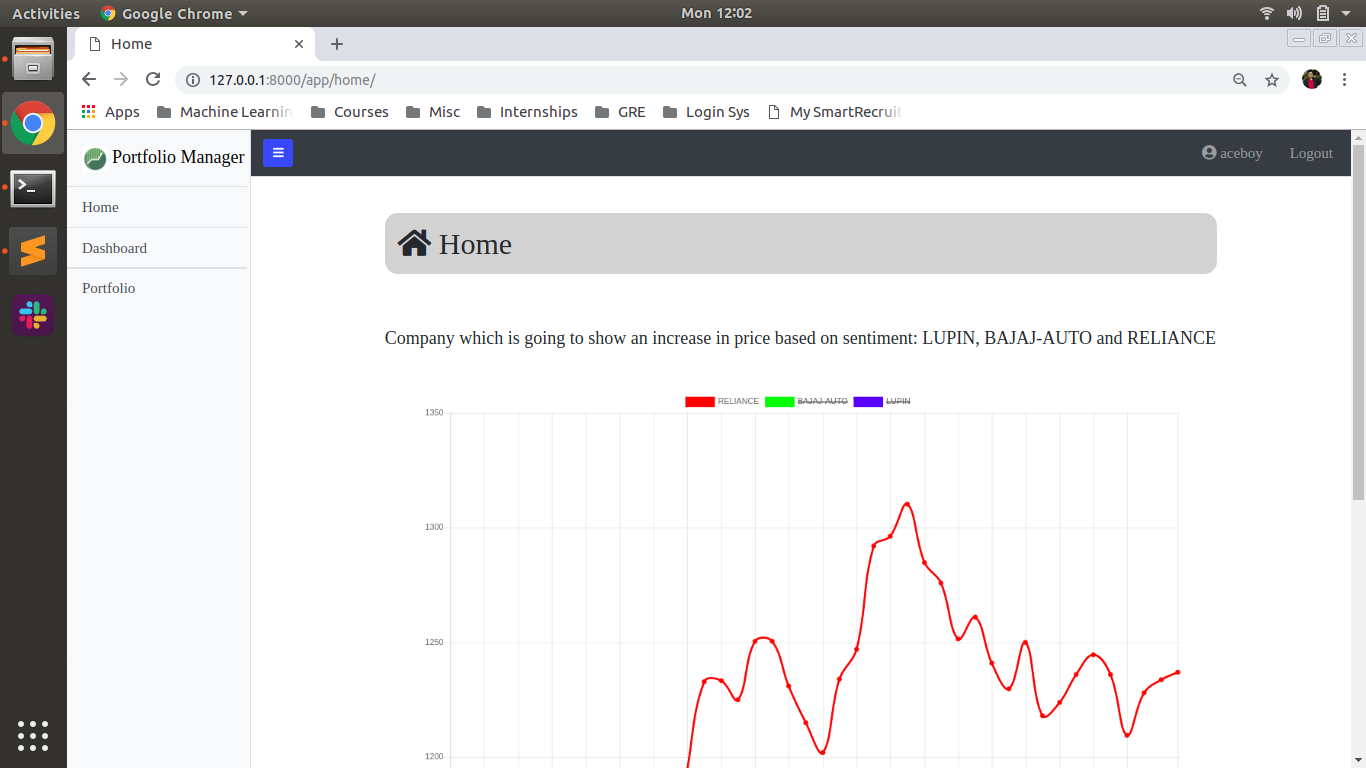 Activities Google Chrome Mon 12:02
Home
127.0.0.1:8000/app/home/
Apps Machine Learnin Courses Misc Internships GRE Login Sys My SmartRecruit
Portfolio Manager
aceboy Logout
Home
Dashboard
Portfolio
Home
Company which is going to show an increase in price based on sentiment: LUPIN, BAJAJ-AUTO and RELIANCE
RELIANCE BAJAJ-AUTO LUPIN
1350
1300
1250
1200